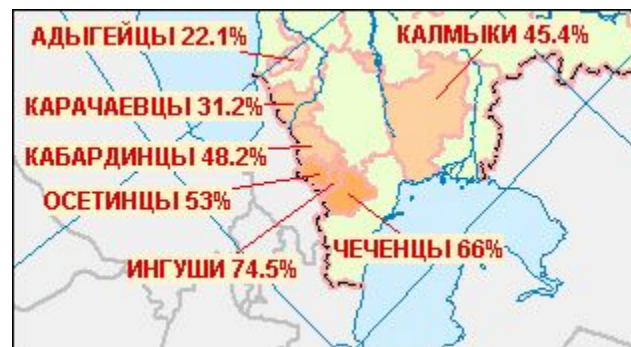 АДЫГЕЙЦЫ 22.1%
КАЛМЫКИ 45.4%
КАРАЧАЕВЦЫ 31.2%
КАБАРДИНЦЫ 48.2%
ОСЕТИНЦЫ 53%
ЧЕЧЕНЦЫ 66%
ИНГУШИ 74.5%